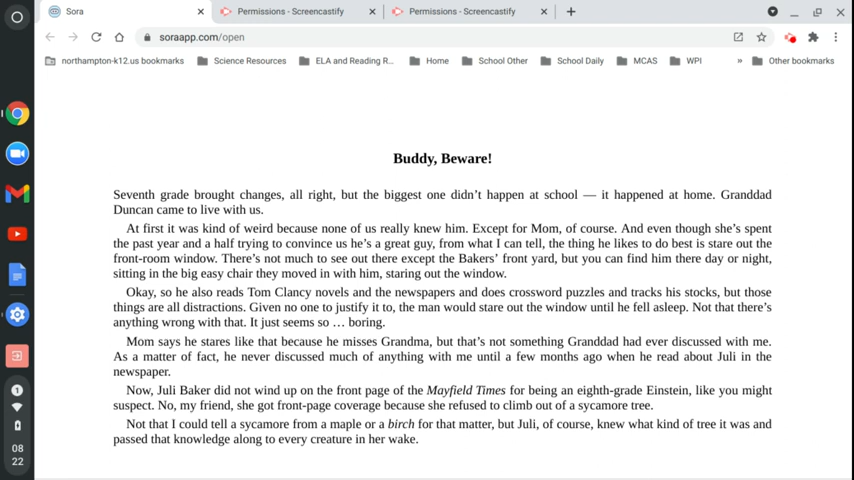 Sora
Permissions - Screencastify
Permissions - Screencastify
soraapp.com/open
northampton-k12.us bookmarks
Science Resources
ELA and Reading R...
Home
School Other
School Daily
MCAS
WPI
»
Other bookmarks
Buddy, Beware!
Seventh grade brought changes, all right, but the biggest one didn't happen at school — it happened at home. Granddad
Duncan came to live with us.
At first it was kind of weird because none of us really knew him. Except for Mom, of course. And even though she's spent
the past year and a half trying to convince us he's a great guy, from what I can tell, the thing he likes to do best is stare out the
front-room window. There's not much to see out there except the Bakers' front yard, but you can find him there day or night,
sitting in the big easy chair they moved in with him, staring out the window.
Okay, so he also reads Tom Clancy novels and the newspapers and does crossword puzzles and tracks his stocks, but those
things are all distractions. Given no one to justify it to, the man would stare out the window until he fell asleep. Not that there's
anything wrong with that. It just seems so … boring.
Mom says he stares like that because he misses Grandma, but that's not something Granddad had ever discussed with me.
As a matter of fact, he never discussed much of anything with me until a few months ago when he read about Juli in the
newspaper.
Now, Juli Baker did not wind up on the front page of the Mayfield Times for being an eighth-grade Einstein, like you might
suspect. No, my friend, she got front-page coverage because she refused to climb out of a sycamore tree.
Not that I could tell a sycamore from a maple or a birch for that matter, but Juli, of course, knew what kind of tree it was and
passed that knowledge along to every creature in her wake.
1
08
22